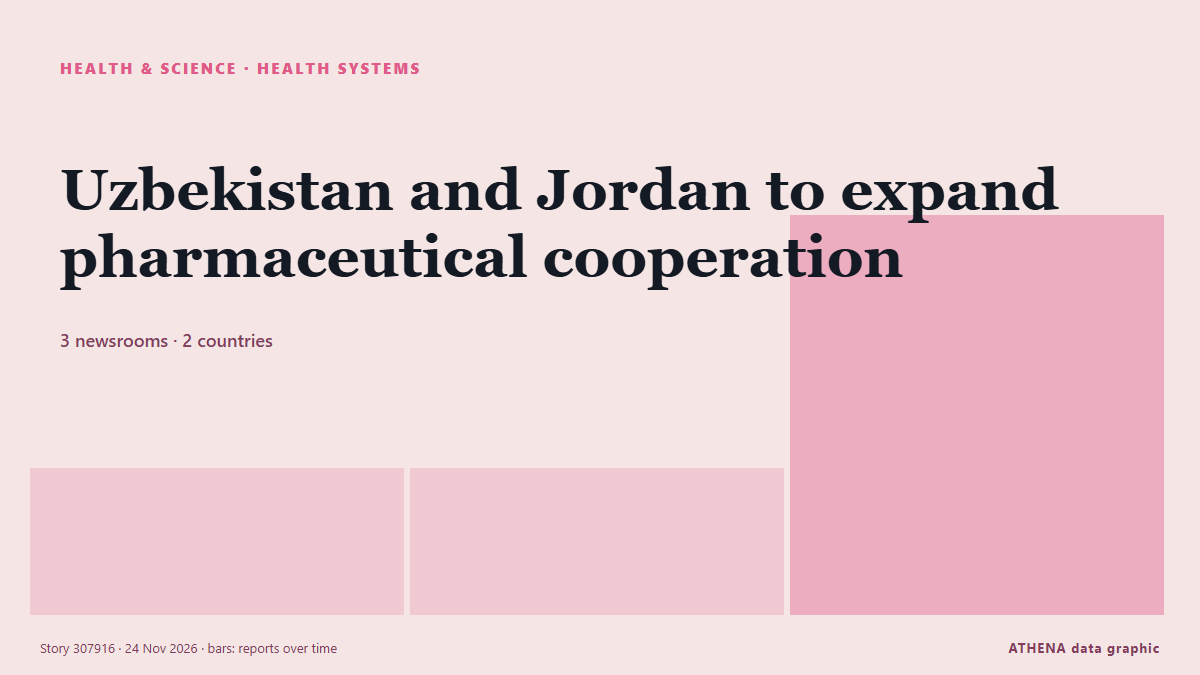 HEALTH & SCIENCE · HEALTH SYSTEMS
Uzbekistan and Jordan to expand
pharmaceutical cooperation
3 newsrooms · 2 countries
Story 307916 · 24 Nov 2026 · bars: reports over time
ATHENA data graphic